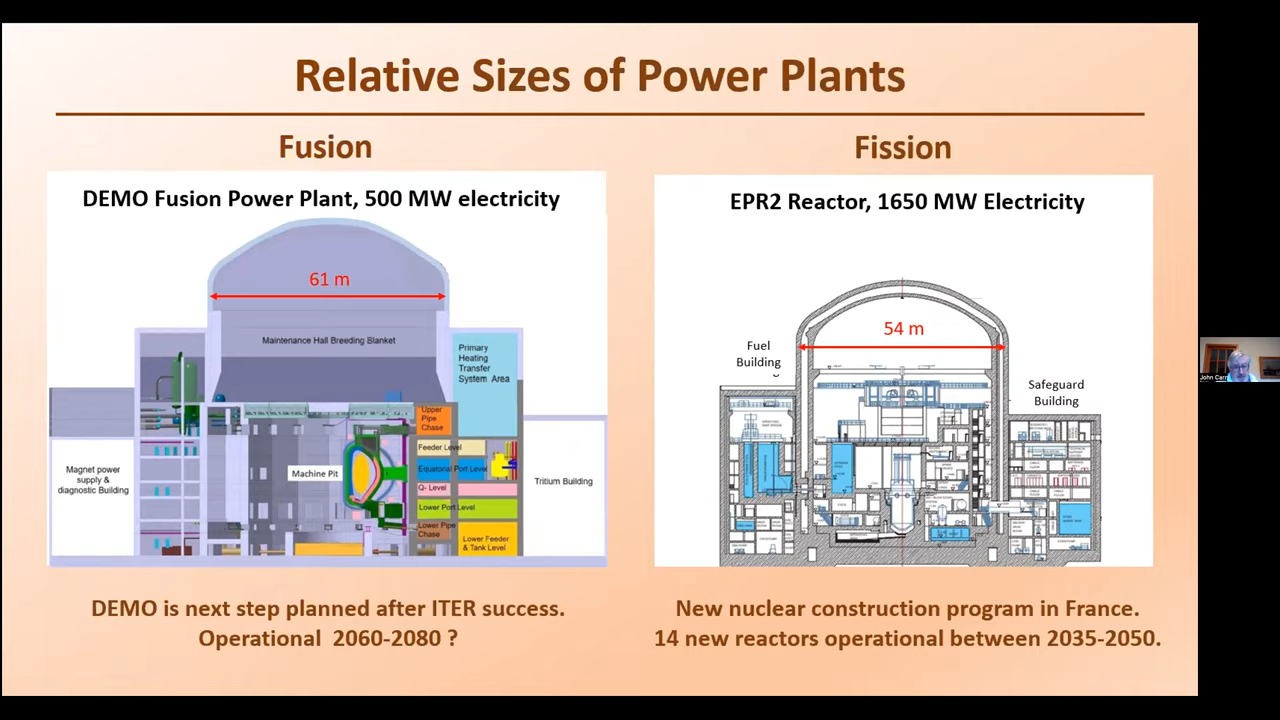 Relative Sizes of Power Plants
Fusion
DEMO Fusion Power Plant, 500 MW electricity
61 m
Maintenance Hall Breeding Blanket
Primary
Heating
Transfer
System Area
Upper
Pipe
Chase
Feeder Level
Equatorial Port Level
Q- Level
Lower Port Level
Lower Pipe
Chase
Lower Feeder
& Tank Level
Machine Pit
Magnet power
supply &
diagnostic Building
Tritium Building
DEMO is next step planned after ITER success.
Operational 2060-2080 ?
Fission
EPR2 Reactor, 1650 MW Electricity
54 m
Fuel
Building
Safeguard
Building
New nuclear construction program in France.
14 new reactors operational between 2035-2050.
John